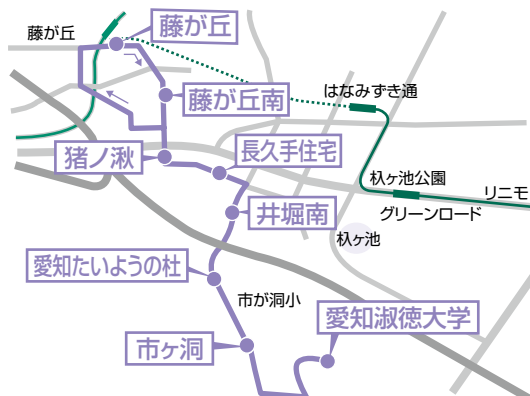 藤が丘
藤が丘
はなみずき通
藤が丘南
猪ノ湫
長久手住宅
杁ヶ池公園
リニモ
グリーンロード
井堀南
杁ヶ池
愛知たいようの杜
市が洞小
愛知淑徳大学
市ヶ洞